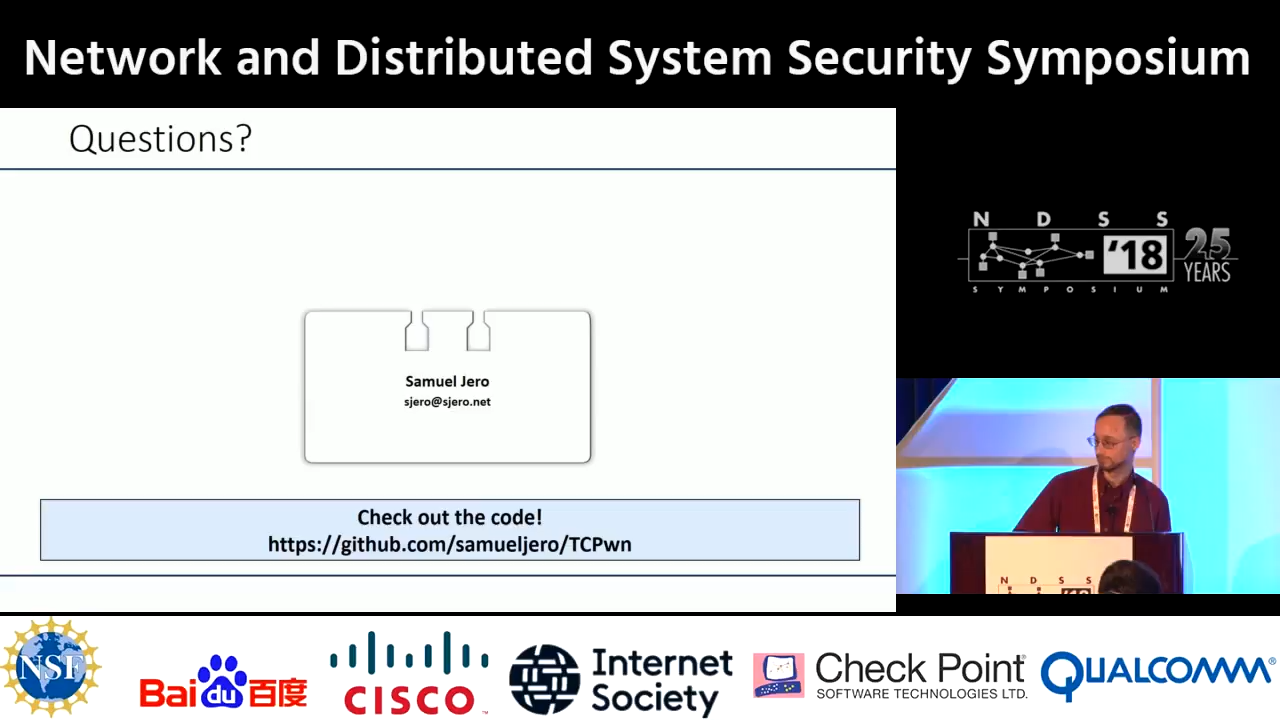 Network and Distributed System Security Symposium
Questions?
Samuel Jero
sjero@sjero.net
Check out the code!
https://github.com/samueljero/TCPwn
N D S S
'18
25
YEARS
S Y M P O S I U M
N D S S
'18
NSF
Bai du 百度
CISCO
Internet
Society
Check Point
SOFTWARE TECHNOLOGIES LTD.
QUALCOMM®